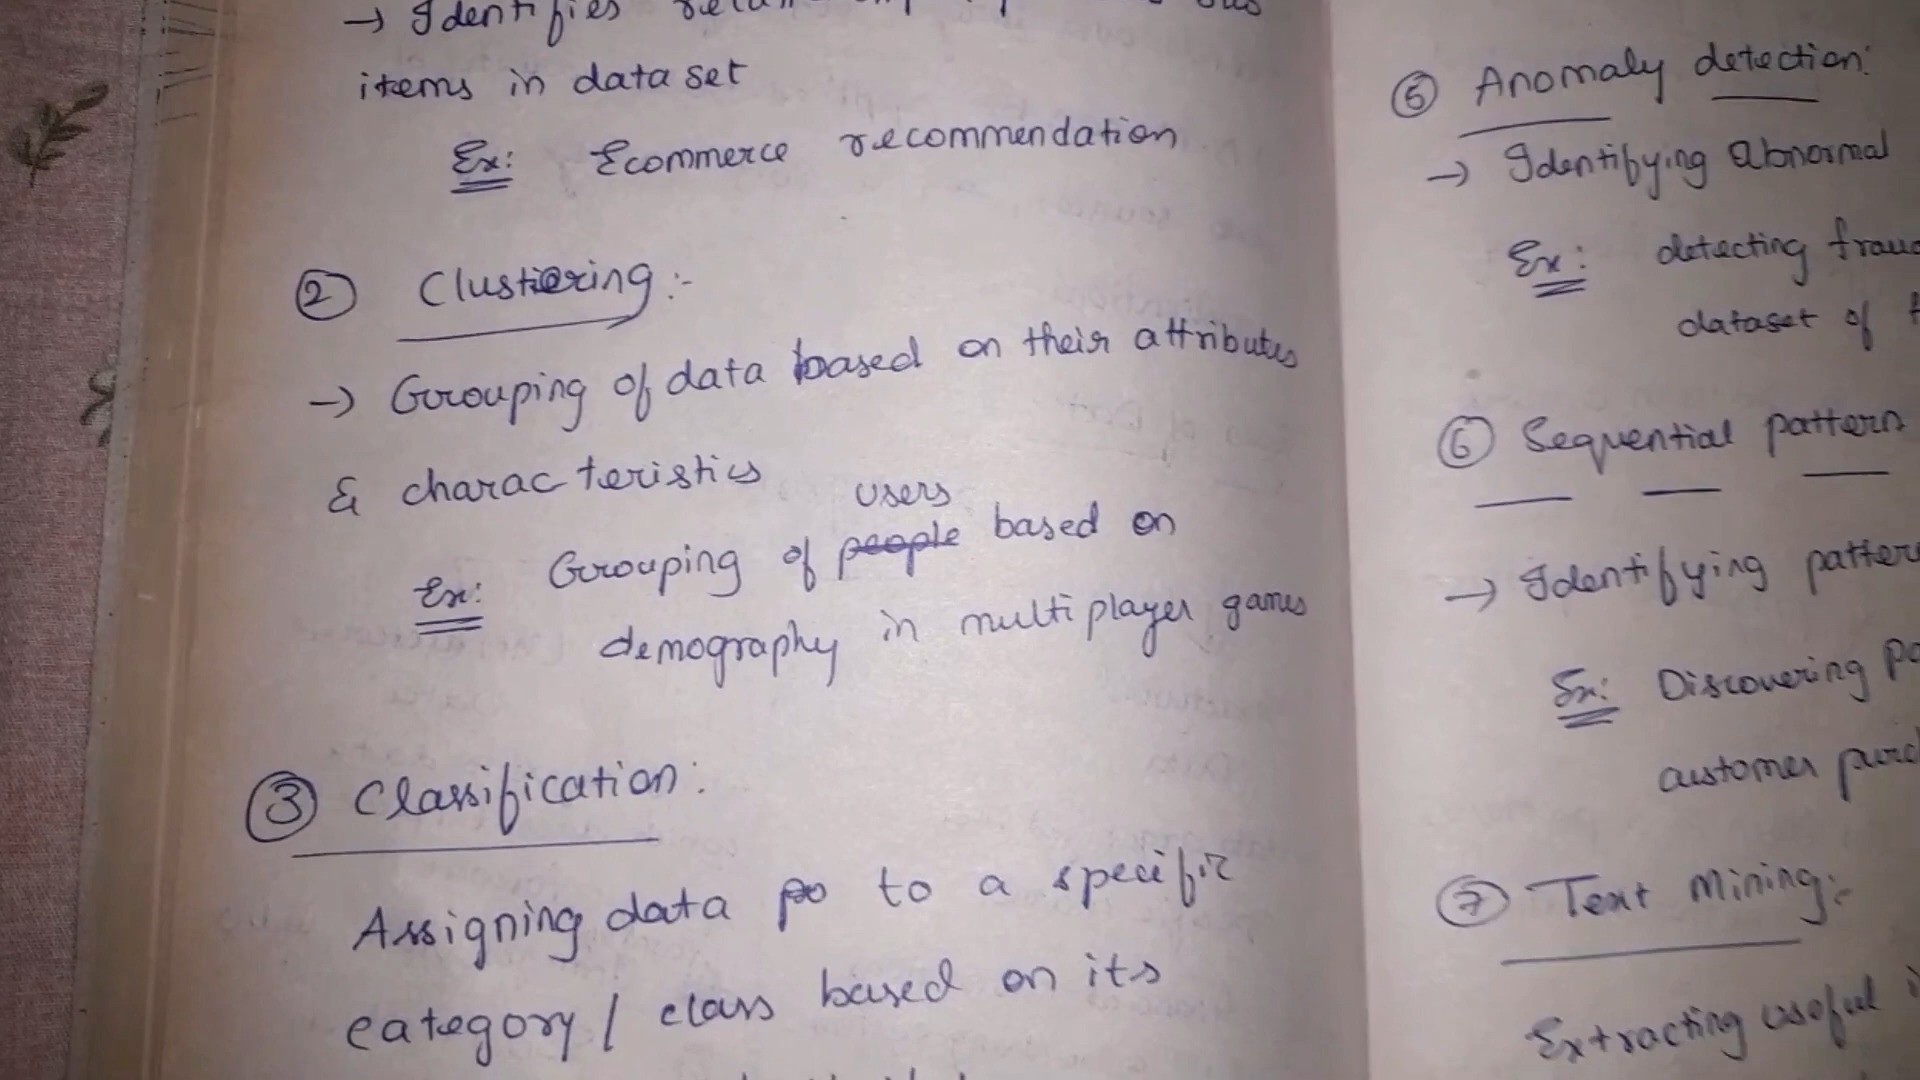 → Identifies
items in data set
Ex: Ecommerce recommendation
② Clustering :-
→ Grouping of data based on their attributes
& characteristics
users
Ex: Grouping of people based on
demography in multiplayer games
③ Classification:
Assigning data po to a specific
category / class based on its
⑤ Anomaly detection:
→ Identifying abnormal
Ex: detecting
dataset of
⑥ Sequential pattern
→ Identifying
Ex: Discovering
customer
⑦ Text Mining:-
Extracting useful